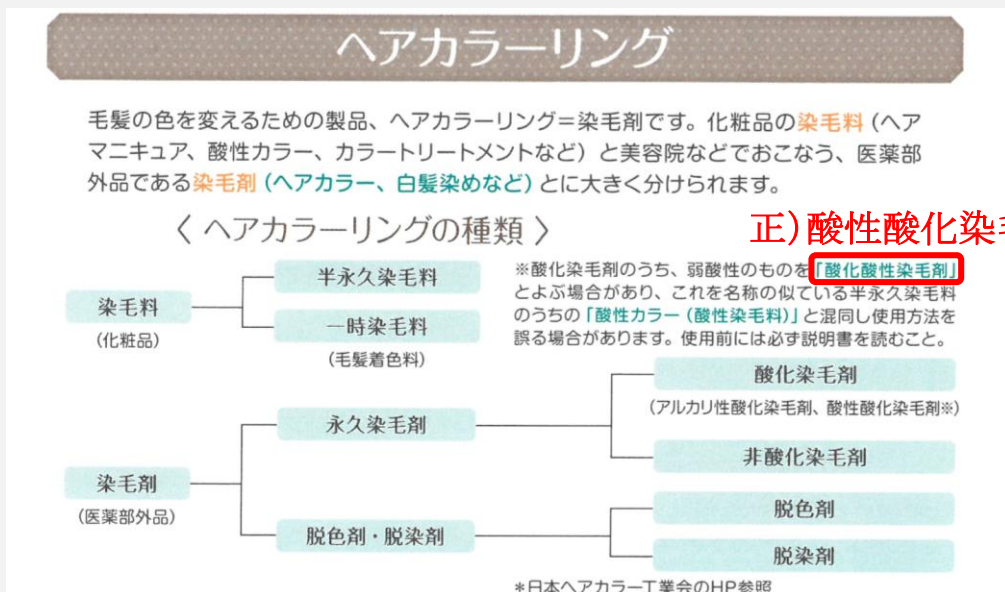 ヘアカラーリング
毛髪の色を変えるための製品、ヘアカラーリング=染毛剤です。化粧品の染毛料(ヘア
マニキュア、酸性カラー、カラートリートメントなど)と美容院などでおこなう、医薬部
外品である染毛剤(ヘアカラー、白髪染めなど)とに大きく分けられます。
〈 ヘアカラーリングの種類 〉
正)酸性酸化染
※酸化染毛剤のうち、弱酸性のものを「酸化酸性染毛剤」
とよぶ場合があり、これを名称の似ている半永久染毛料
のうちの「酸性カラー(酸性染毛料)」と混同し使用方法を
誤る場合があります。使用前には必ず説明書を読むこと。
染毛料
(化粧品)
半永久染毛料
一時染毛料
(毛髪着色料)
染毛剤
(医薬部外品)
永久染毛剤
酸化染毛剤
(アルカリ性酸化染毛剤、酸性酸化染毛剤※)
非酸化染毛剤
脱色剤・脱染剤
脱色剤
脱染剤
*日本ヘアカラー工業会のHP参照